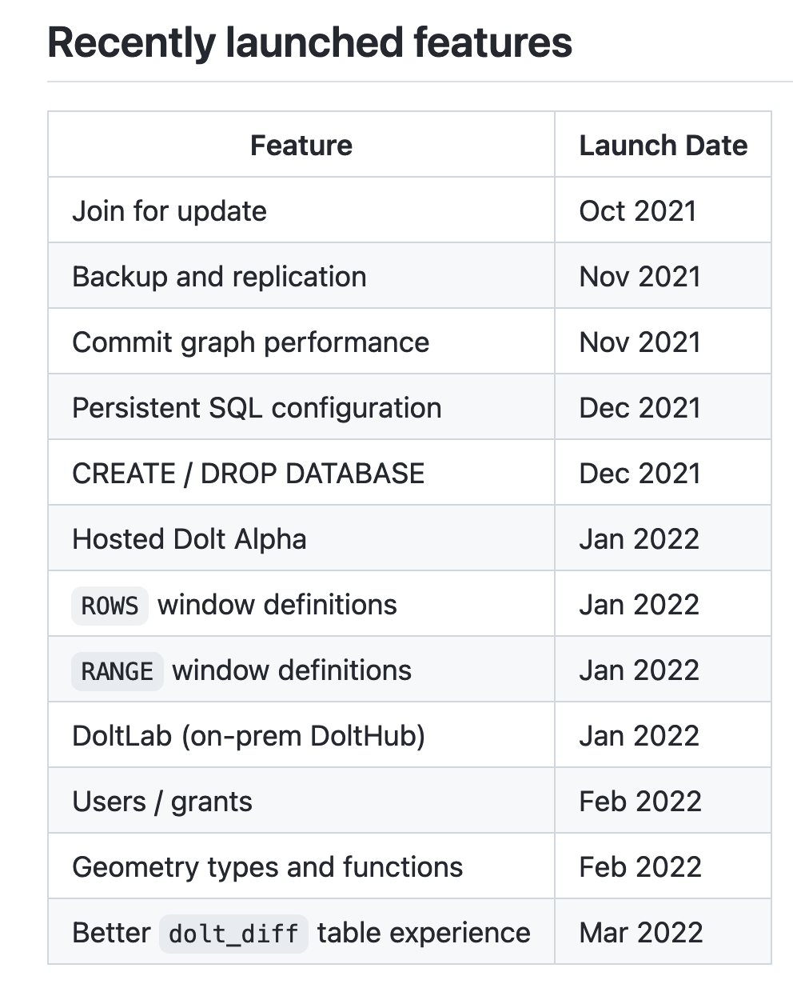 Recently launched features
Feature Launch Date
Join for update Oct 2021
Backup and replication Nov 2021
Commit graph performance Nov 2021
Persistent SQL configuration Dec 2021
CREATE / DROP DATABASE Dec 2021
Hosted Dolt Alpha Jan 2022
ROWS window definitions Jan 2022
RANGE window definitions Jan 2022
DoltLab (on-prem DoltHub) Jan 2022
Users / grants Feb 2022
Geometry types and functions Feb 2022
Better dolt_diff table experience Mar 2022